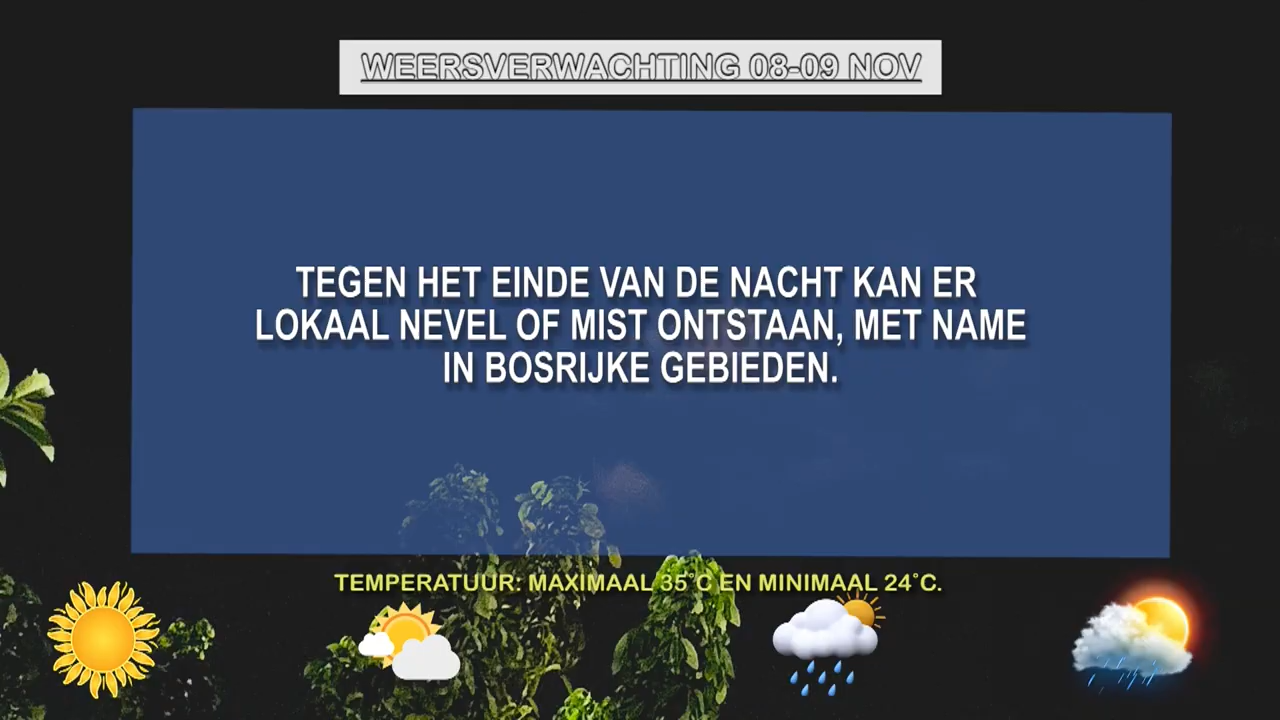 WEERSVERWACHTING 08-09 NOV
TEGEN HET EINDE VAN DE NACHT KAN ER
LOKAAL NEVEL OF MIST ONTSTAAN, MET NAME
IN BOSRIJKE GEBIEDEN.
TEMPERATUUR: MAXIMAAL 35°C EN MINIMAAL 24°C.